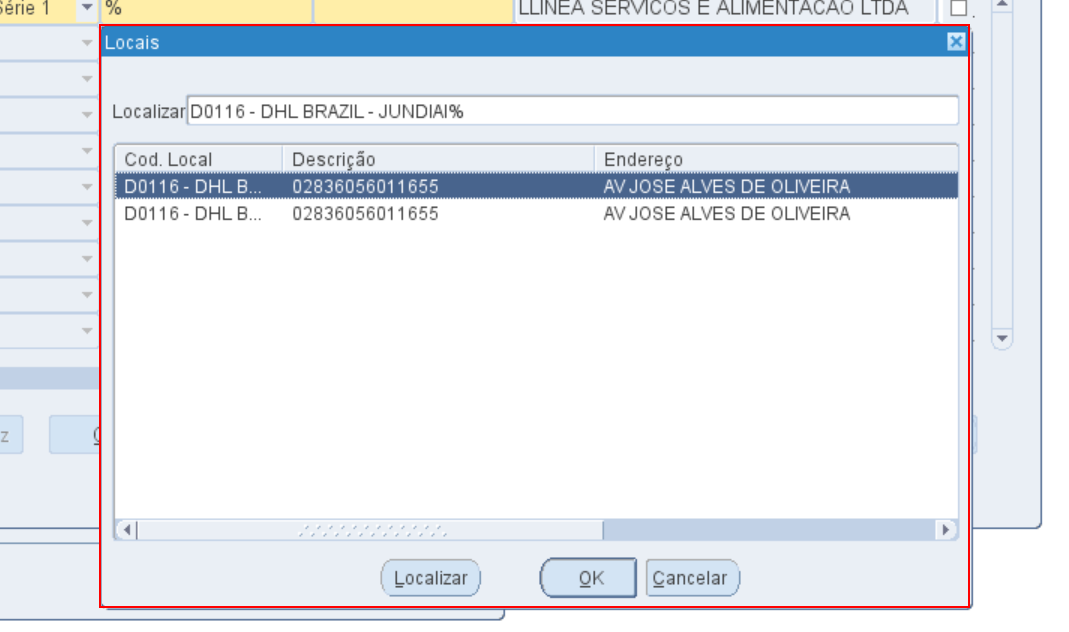 Série 1 % LLINEA SERVICOS E ALIMENTACAO LTDA
Locais
Localizar D0116 - DHL BRAZIL - JUNDIAI%
Cod. Local Descrição Endereço
D0116 - DHL B... 02836056011655 AV JOSE ALVES DE OLIVEIRA
D0116 - DHL B... 02836056011655 AV JOSE ALVES DE OLIVEIRA
Localizar OK Cancelar